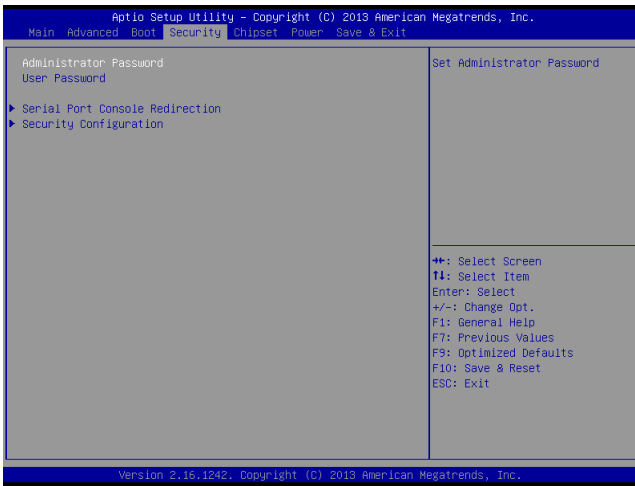 Aptio Setup Utility – Copyright (C) 2013 American Megatrends, Inc.
Main Advanced Boot Security Chipset Power Save & Exit
Administrator Password
User Password
▶ Serial Port Console Redirection
▶ Security Configuration
Set Administrator Password
→←: Select Screen
↑↓: Select Item
Enter: Select
+/-: Change Opt.
F1: General Help
F7: Previous Values
F9: Optimized Defaults
F10: Save & Reset
ESC: Exit
Version 2.16.1242. Copyright (C) 2013 American Megatrends, Inc.